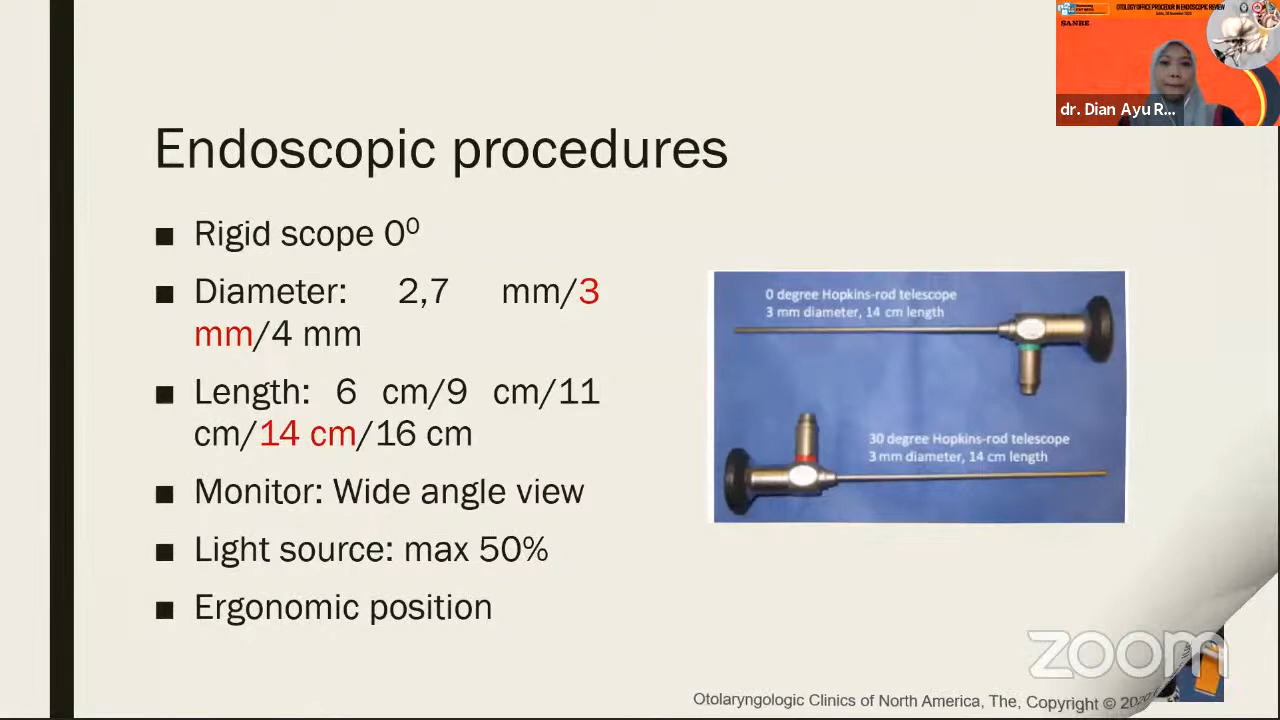 OTOLOGY OFFICE PROCEDUR IN ENDOSCOPIC REVIEW
SANBE
dr. Dian Ayu R...
Endoscopic procedures
■ Rigid scope 0⁰
■ Diameter: 2,7 mm/3
mm/4 mm
■ Length: 6 cm/9 cm/11
cm/14 cm/16 cm
■ Monitor: Wide angle view
■ Light source: max 50%
■ Ergonomic position
0 degree Hopkins-rod telescope
3 mm diameter, 14 cm length
30 degree Hopkins-rod telescope
3 mm diameter, 14 cm length
zoom
Otolaryngologic Clinics of North America, The, Copyright ©